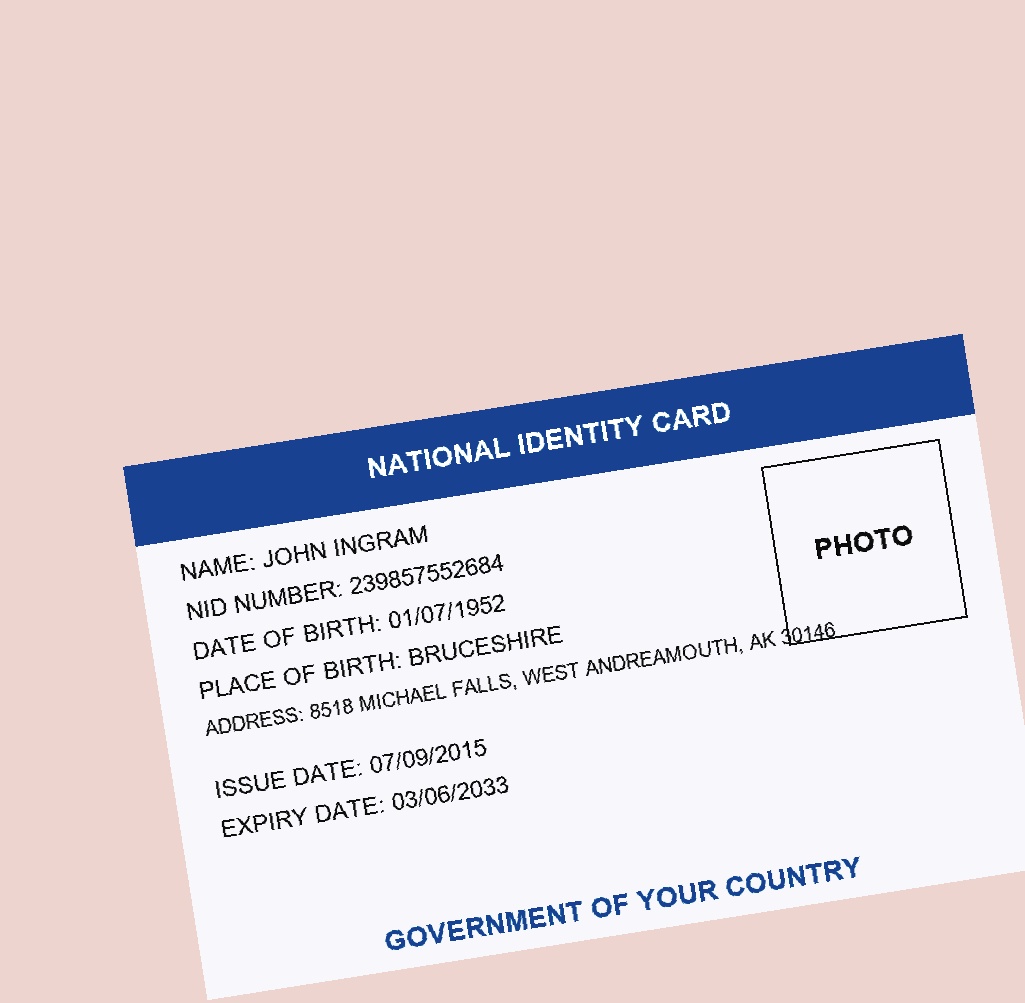 NATIONAL IDENTITY CARD
NAME: JOHN INGRAM
NID NUMBER: 239857552684
DATE OF BIRTH: 01/07/1952
PLACE OF BIRTH: BRUCESHIRE
ADDRESS: 8518 MICHAEL FALLS, WEST ANDREAMOUTH, AK 30146
PHOTO
ISSUE DATE: 07/09/2015
EXPIRY DATE: 03/06/2033
GOVERNMENT OF YOUR COUNTRY